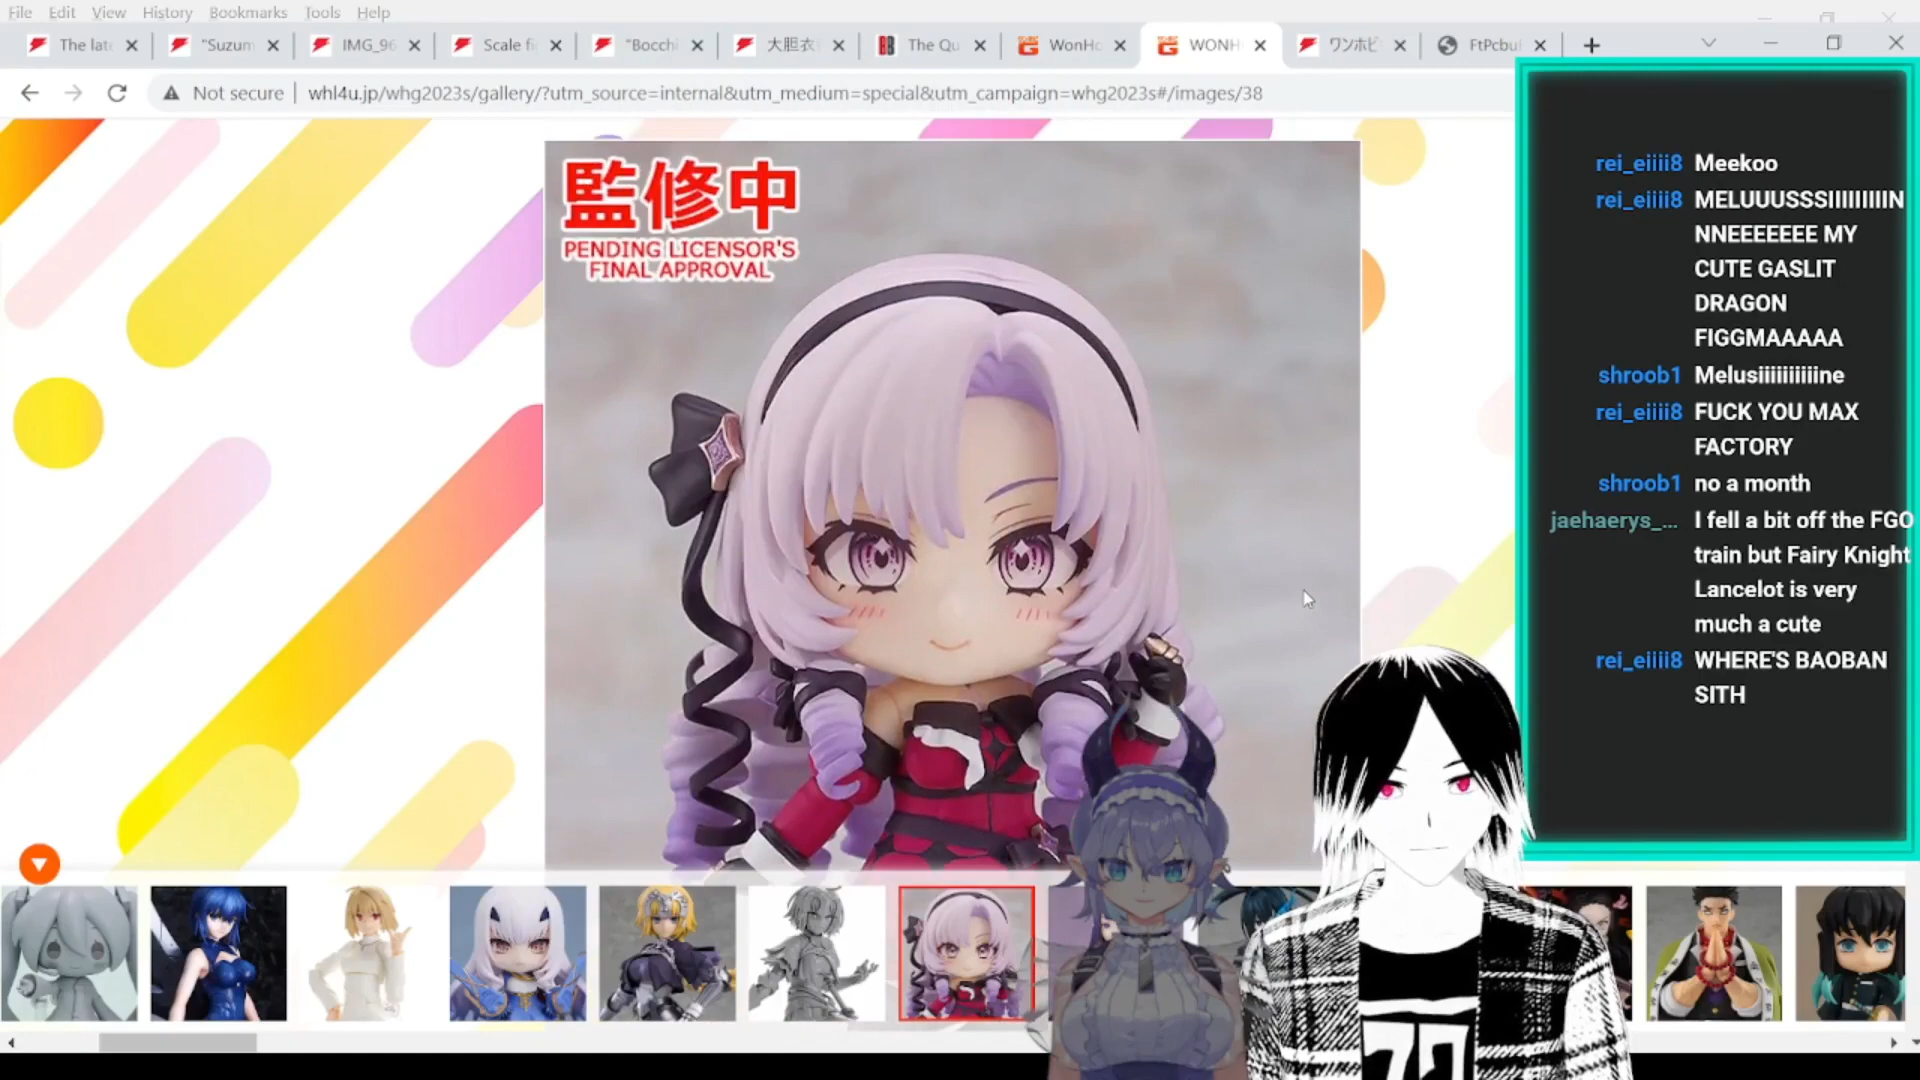 File Edit View History Bookmarks Tools Help
The late
"Suzum
IMG_96
Scale fi
"Bocchi
大胆衣
The Qu
WonHo
WONH
ワンホビ
FtPcbu
Not secure
whl4u.jp/whg2023s/gallery/?utm_source=internal&utm_medium=special&utm_campaign=whg2023s#/images/38
監修中
PENDING LICENSOR'S
FINAL APPROVAL
rei_eiiii8 Meekoo
rei_eiiii8 MELUUUSSSIIIIIIIIIN
NNEEEEEEE MY
CUTE GASLIT
DRAGON
FIGGMAAAAA
shroob1 Melusiiiiiiiiiine
rei_eiiii8 FUCK YOU MAX
FACTORY
shroob1 no a month
jaehaerys_... I fell a bit off the FGO
train but Fairy Knight
Lancelot is very
much a cute
rei_eiiii8 WHERE'S BAOBAN
SITH